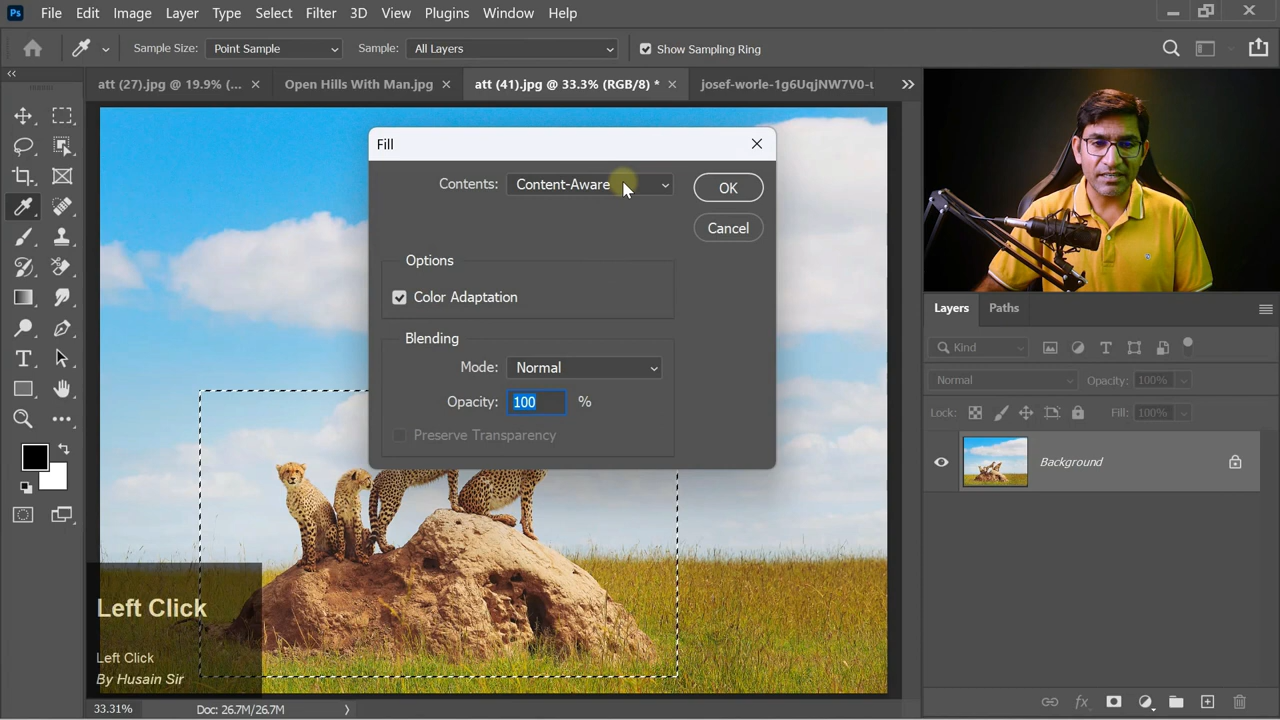 Ps File Edit Image Layer Type Select Filter 3D View Plugins Window Help
Sample Size: Point Sample Sample: All Layers Show Sampling Ring
att (27).jpg @ 19.9% (... Open Hills With Man.jpg att (41).jpg @ 33.3% (RGB/8) * josef-worle-1g6UqjNW7V0-u
Fill
Contents: Content-Aware OK
Cancel
Options
Color Adaptation
Blending
Mode: Normal
Opacity: 100 %
Preserve Transparency
Layers Paths
Kind
Normal Opacity: 100%
Lock: Fill: 100%
Background
T
Left Click
Left Click
By Husain Sir
33.31% Doc: 26.7M/26.7M